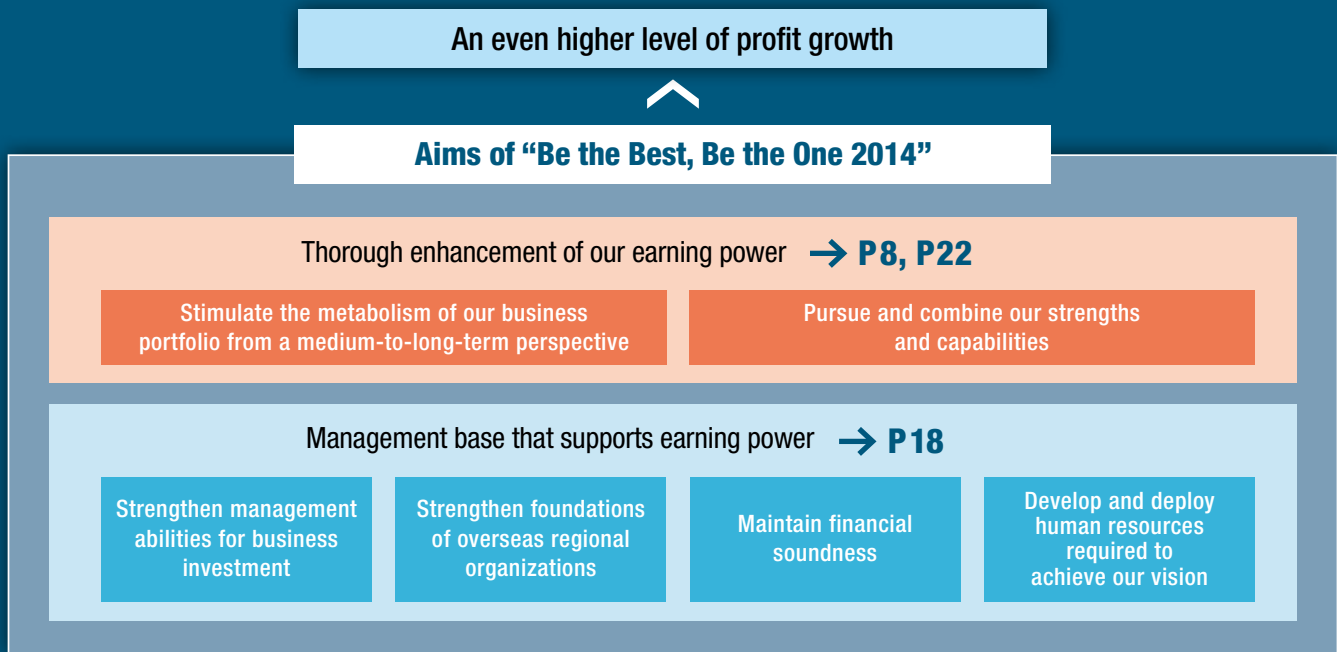 An even higher level of profit growth
Aims of “Be the Best, Be the One 2014”
Thorough enhancement of our earning power → P8, P22
Stimulate the metabolism of our business
portfolio from a medium-to-long-term perspective
Pursue and combine our strengths
and capabilities
Management base that supports earning power → P18
Strengthen management
abilities for business
investment
Strengthen foundations
of overseas regional
organizations
Maintain financial
soundness
Develop and deploy
human resources
required to
achieve our vision